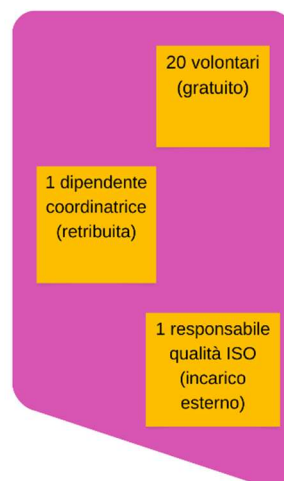 20 volontari
(gratuito)
1 dipendente
coordinatrice
(retribuita)
1 responsabile
qualità ISO
(incarico
esterno)